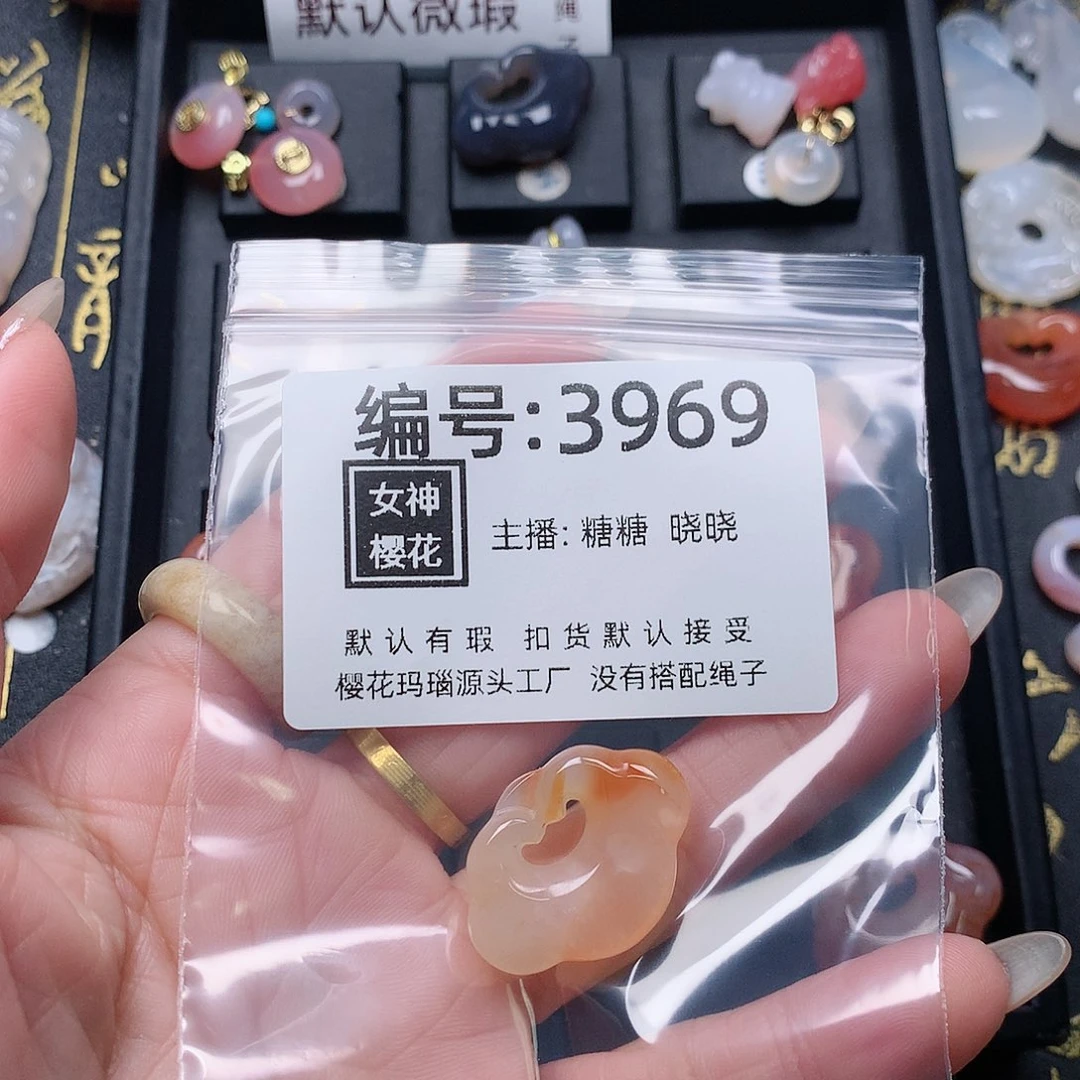 默认微瑕
绳
编号:3969
女神
樱花
主播: 糖糖 晓晓
默认有瑕 扣货默认接受
樱花玛瑙源头工厂 没有搭配绳子